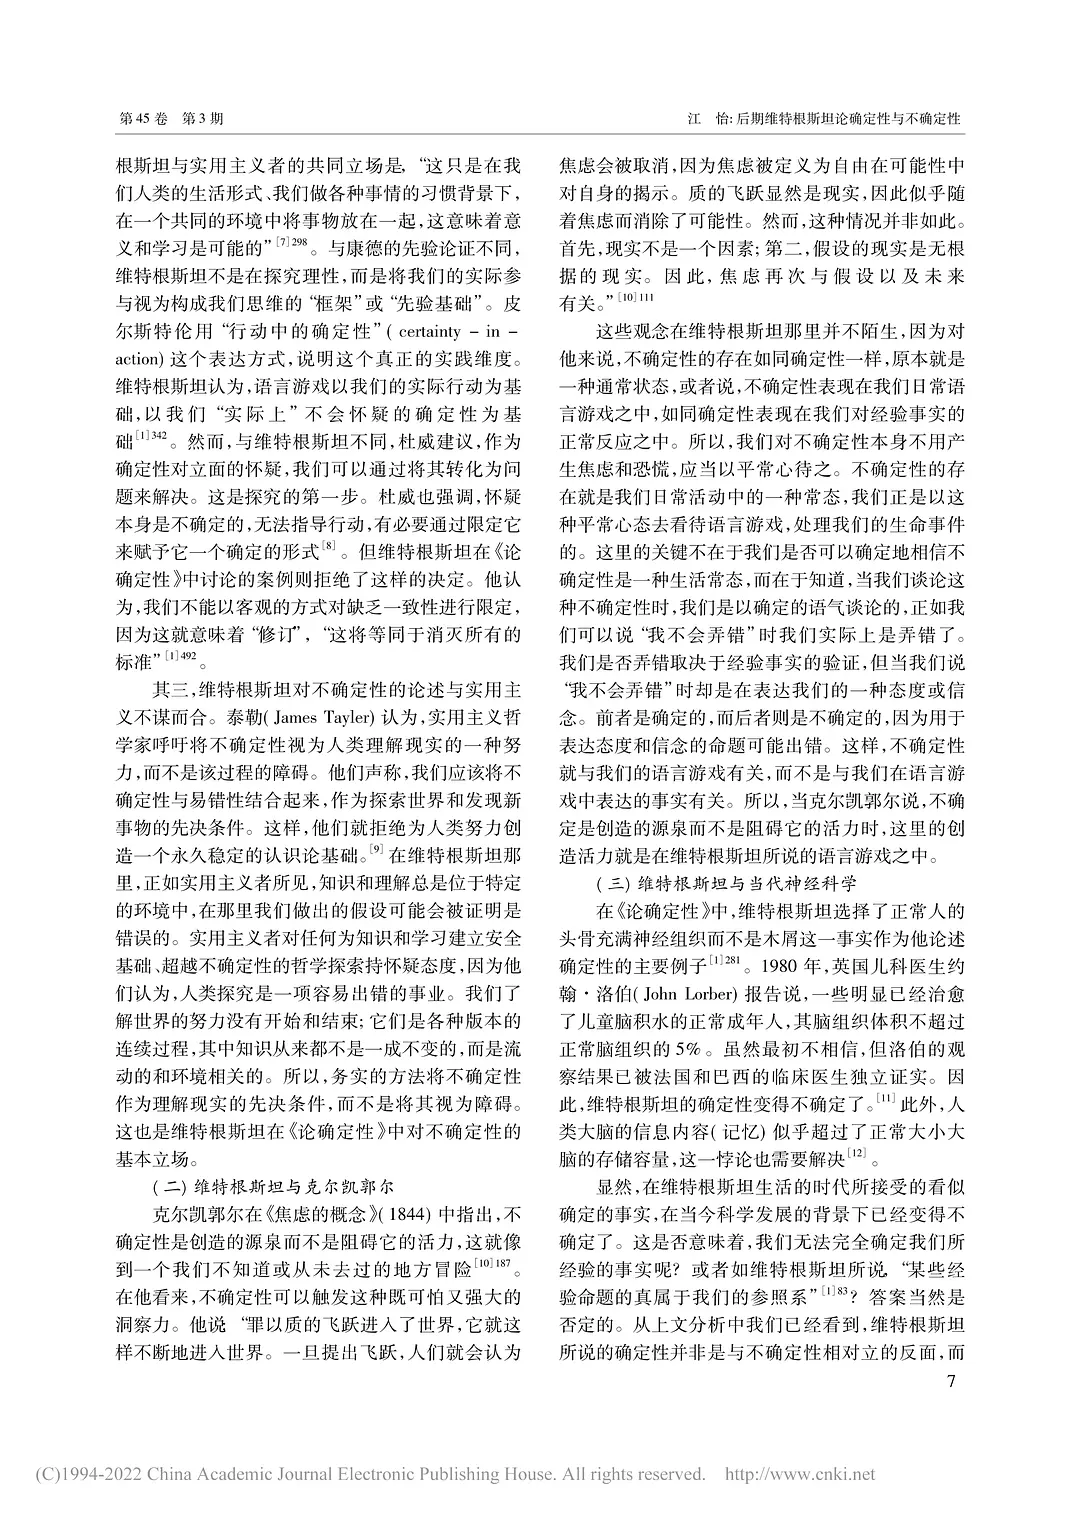 第45卷 第3期
江 怡:后期维特根斯坦论确定性与不确定性
根斯坦与实用主义者的共同立场是,“这只是在我
们人类的生活形式、我们做各种事情的习惯背景下,
在一个共同的环境中将事物放在一起,这意味着意
义和学习是可能的”[7]298。与康德的先验论证不同,
维特根斯坦不是在探究理性,而是将我们的实际参
与视为构成我们思维的“框架”或“先验基础”。皮
尔斯特伦用“行动中的确定性”(certainty-in-
action)这个表达方式,说明这个真正的实践维度。
维特根斯坦认为,语言游戏以我们的实际行动为基
础,以我们“实际上”不会怀疑的确定性为基
础[1]342。然而,与维特根斯坦不同,杜威建议,作为
确定性对立面的怀疑,我们可以通过将其转化为问
题来解决。这是探究的第一步。杜威也强调,怀疑
本身是不确定的,无法指导行动,有必要通过限定它
来赋予它一个确定的形式[8]。但维特根斯坦在《论
确定性》中讨论的案例则拒绝了这样的决定。他认
为,我们不能以客观的方式对缺乏一致性进行限定,
因为这就意味着“修订”,“这将等同于消灭所有的
标准”[1]492。
其三,维特根斯坦对不确定性的论述与实用主
义不谋而合。泰勒(James Tayler)认为,实用主义哲
学家呼吁将不确定性视为人类理解现实的一种努
力,而不是该过程的障碍。他们声称,我们应该将不
确定性与易错性结合起来,作为探索世界和发现新
事物的先决条件。这样,他们就拒绝为人类努力创
造一个永久稳定的认识论基础。[9]在维特根斯坦那
里,正如实用主义者所见,知识和理解总是位于特定
的环境中,在那里我们做出的假设可能会被证明是
错误的。实用主义者对任何为知识和学习建立安全
基础、超越不确定性的哲学探索持怀疑态度,因为他
们认为,人类探究是一项容易出错的事业。我们了
解世界的努力没有开始和结束;它们是各种版本的
连续过程,其中知识从来都不是一成不变的,而是流
动的和环境相关的。所以,务实的方法将不确定性
作为理解现实的先决条件,而不是将其视为障碍。
这也是维特根斯坦在《论确定性》中对不确定性的
基本立场。
(二)维特根斯坦与克尔凯郭尔
克尔凯郭尔在《焦虑的概念》(1844)中指出,不
确定性是创造的源泉而不是阻碍它的活力,这就像
到一个我们不知道或从未去过的地方冒险[10]187。
在他看来,不确定性可以触发这种既可怕又强大的
洞察力。他说:“罪以质的飞跃进入了世界,它就这
样不断地进入世界。一旦提出飞跃,人们就会认为
焦虑会被取消,因为焦虑被定义为自由在可能性中
对自身的揭示。质的飞跃显然是现实,因此似乎随
着焦虑而消除了可能性。然而,这种情况并非如此。
首先,现实不是一个因素;第二,假设的现实是无根
据的现实。因此,焦虑再次与假设以及未来
有关。”[10]111
这些观念在维特根斯坦那里并不陌生,因为对
他来说,不确定性的存在如同确定性一样,原本就是
一种通常状态,或者说,不确定性表现在我们日常语
言游戏之中,如同确定性表现在我们对经验事实的
正常反应之中。所以,我们对不确定性本身不用产
生焦虑和恐慌,应当以平常心待之。不确定性的存
在就是我们日常活动中的一种常态,我们正是以这
种平常心态去看待语言游戏,处理我们的生命事件
的。这里的关键不在于我们是否可以确定地相信不
确定性是一种生活常态,而在于知道,当我们谈论这
种不确定性时,我们是以确定的语气谈论的,正如我
们可以说“我不会弄错”时我们实际上是弄错了。
我们是否弄错取决于经验事实的验证,但当我们说
“我不会弄错”时却是在表达我们的一种态度或信
念。前者是确定的,而后者则是不确定的,因为用于
表达态度和信念的命题可能出错。这样,不确定性
就与我们的语言游戏有关,而不是与我们在语言游
戏中表达的事实有关。所以,当克尔凯郭尔说,不确
定是创造的源泉而不是阻碍它的活力时,这里的创
造活力就是在维特根斯坦所说的语言游戏之中。
(三)维特根斯坦与当代神经科学
在《论确定性》中,维特根斯坦选择了正常人的
头骨充满神经组织而不是木屑这一事实作为他论述
确定性的主要例子[1]281。1980年,英国儿科医生约
翰·洛伯(John Lorber)报告说,一些明显已经治愈
了儿童脑积水的正常成年人,其脑组织体积不超过
正常脑组织的5%。虽然最初不相信,但洛伯的观
察结果已被法国和巴西的临床医生独立证实。因
此,维特根斯坦的确定性变得不确定了。[11]此外,人
类大脑的信息内容(记忆)似乎超过了正常大小大
脑的存储容量,这一悖论也需要解决[12]。
显然,在维特根斯坦生活的时代所接受的看似
确定的事实,在当今科学发展的背景下已经变得不
确定了。这是否意味着,我们无法完全确定我们所
经验的事实呢?或者如维特根斯坦所说,“某些经
验命题的真属于我们的参照系”[1]83?答案当然是
否定的。从上文分析中我们已经看到,维特根斯坦
所说的确定性并非是与不确定性相对立的反面,而
7
(C)1994-2022 China Academic Journal Electronic Publishing House. All rights reserved. http://www.cnki.net